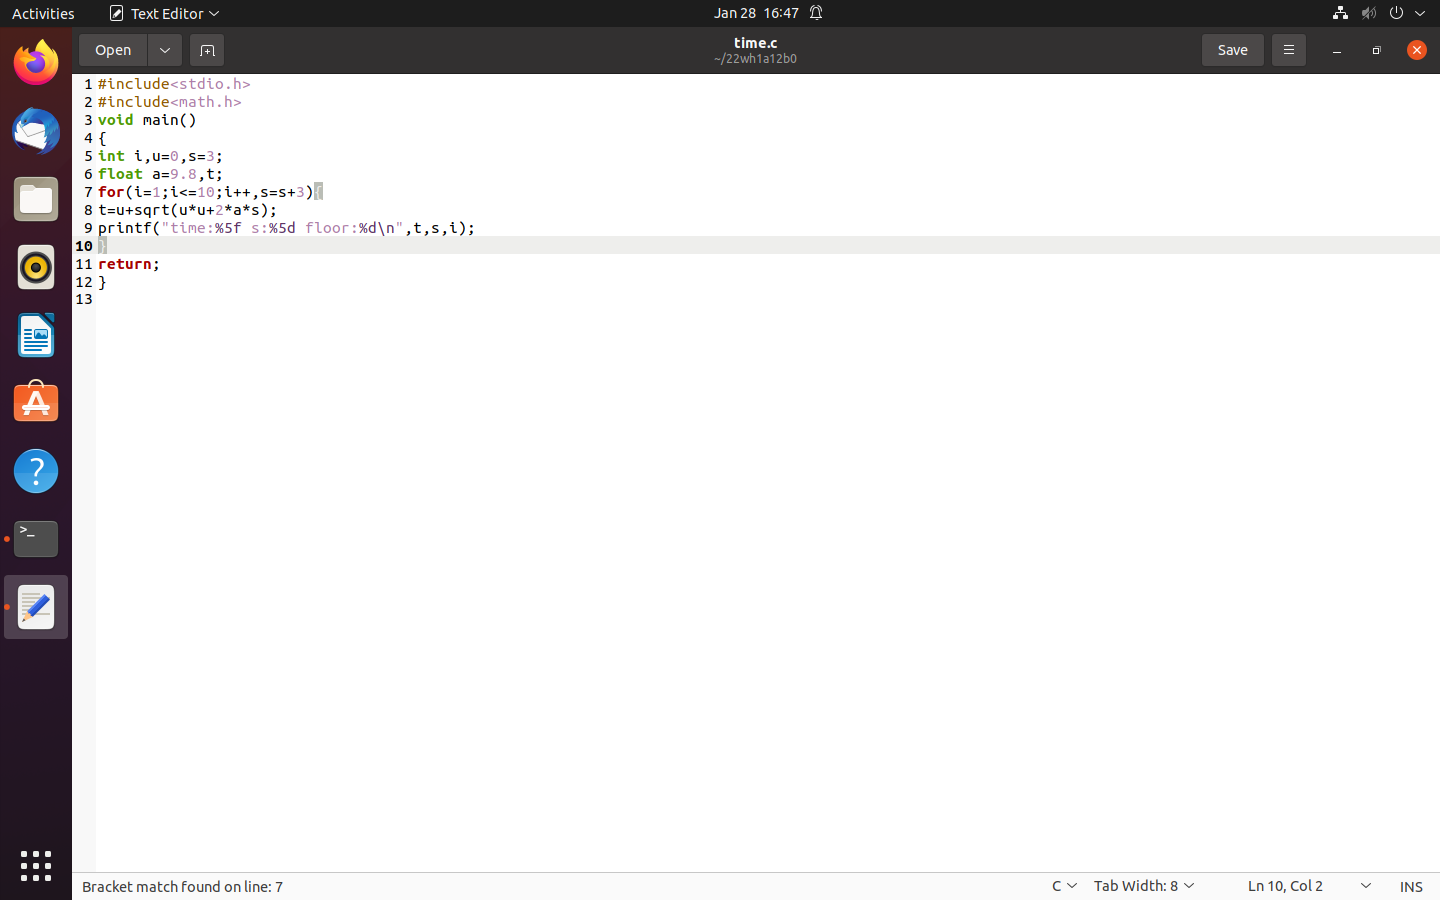 Activities Text Editor Jan 28 16:47
Open time.c Save
~/22wh1a12b0
1 #include<stdio.h>
2 #include<math.h>
3 void main()
4 {
5 int i,u=0,s=3;
6 float a=9.8,t;
7 for(i=1;i<=10;i++,s=s+3){
8 t=u+sqrt(u*u+2*a*s);
9 printf("time:%5f s:%5d floor:%d\n",t,s,i);
10 }
11 return;
12 }
13
Bracket match found on line: 7 C Tab Width: 8 Ln 10, Col 2 INS